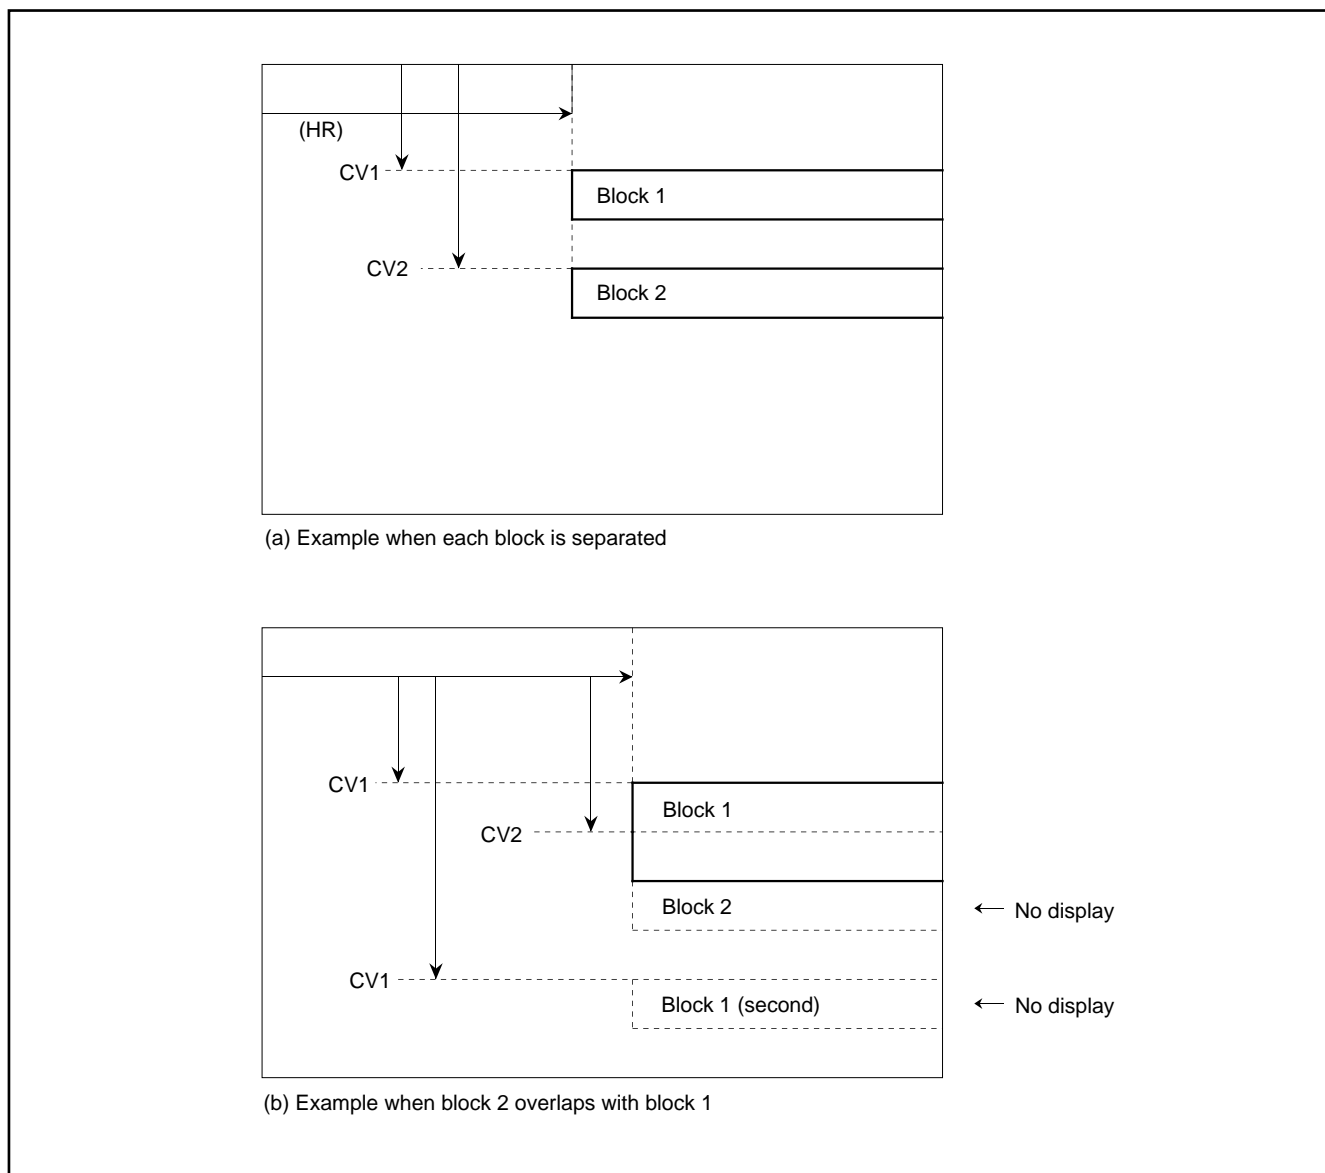 (HR)
CV1
Block 1
CV2
Block 2
(a) Example when each block is separated
CV1
Block 1
CV2
Block 2
No display
CV1
Block 1 (second)
No display
(b) Example when block 2 overlaps with block 1